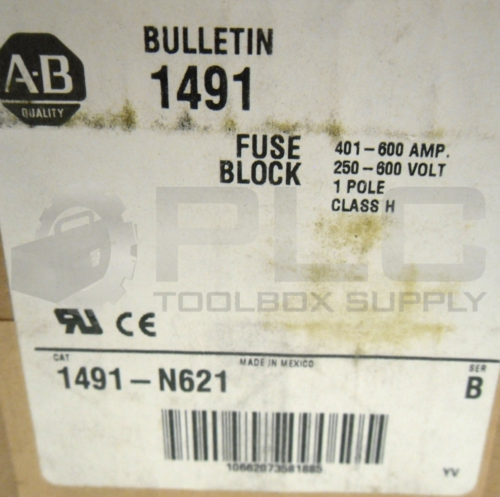 A-B
QUALITY
BULLETIN
1491
FUSE
BLOCK
401-600 AMP.
250-600 VOLT
1 POLE
CLASS H
PLC
TOOLBOX SUPPLY
CE
CAT
MADE IN MEXICO
SER
1491-N621
B
10662073581885
YV